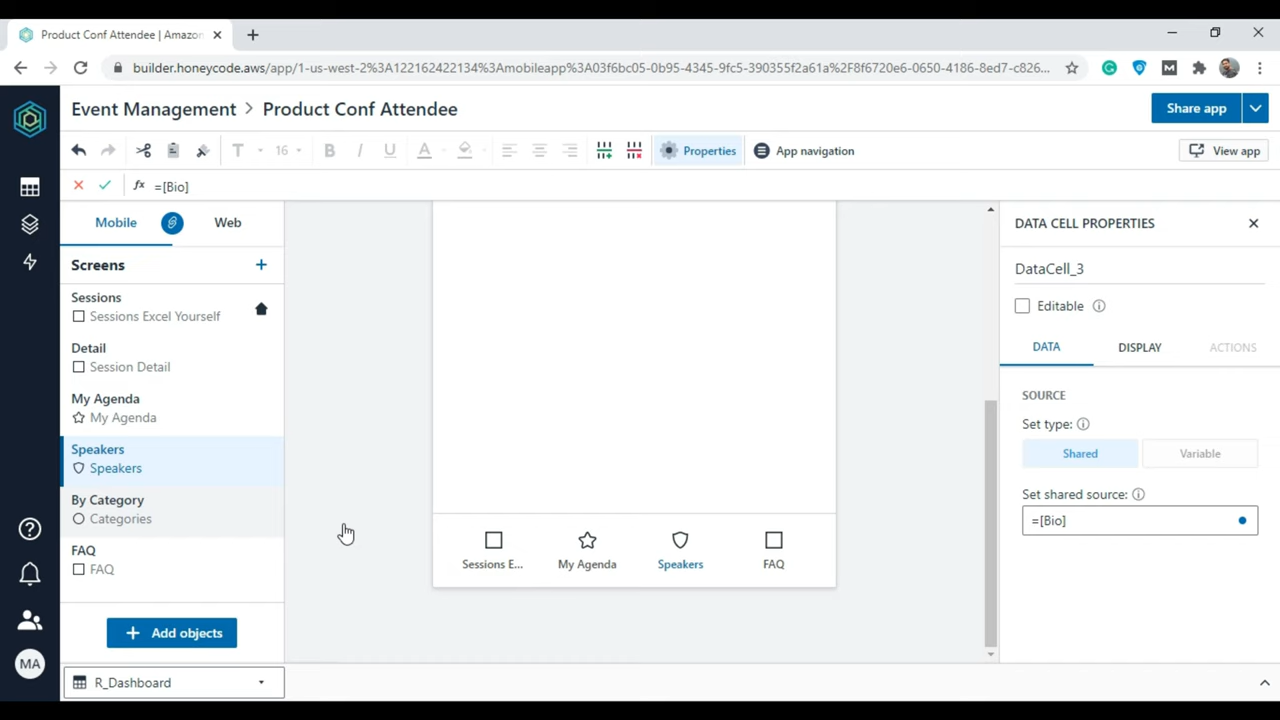 Product Conf Attendee | Amazon
builder.honeycode.aws/app/1-us-west-2%3A122162422134%3Amobileapp%3A03f6bc05-0b95-4345-9fc5-390355f2a61a%2F8f6720e6-0650-4186-8ed7-c826...
Event Management > Product Conf Attendee
Share app
T 16 B I U A
Properties
App navigation
View app
fx =[Bio]
Mobile
Web
Screens +
Sessions
Sessions Excel Yourself
Detail
Session Detail
My Agenda
My Agenda
Speakers
Speakers
By Category
Categories
FAQ
FAQ
+ Add objects
MA
R_Dashboard
Sessions E...
My Agenda
Speakers
FAQ
DATA CELL PROPERTIES
DataCell_3
Editable
DATA
DISPLAY
ACTIONS
SOURCE
Set type:
Shared
Variable
Set shared source:
=[Bio]